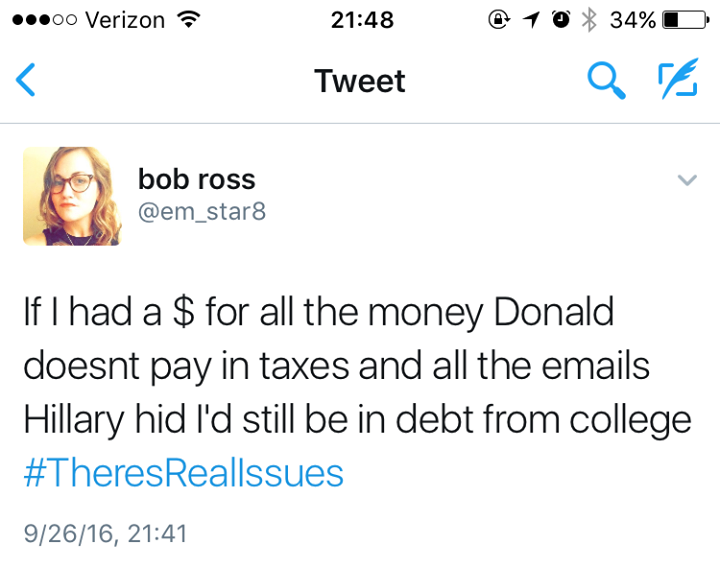 Verizon 21:48 34%
Tweet
bob ross
@em_star8
If I had a $ for all the money Donald
doesnt pay in taxes and all the emails
Hillary hid I'd still be in debt from college
#TheresRealIssues
9/26/16, 21:41